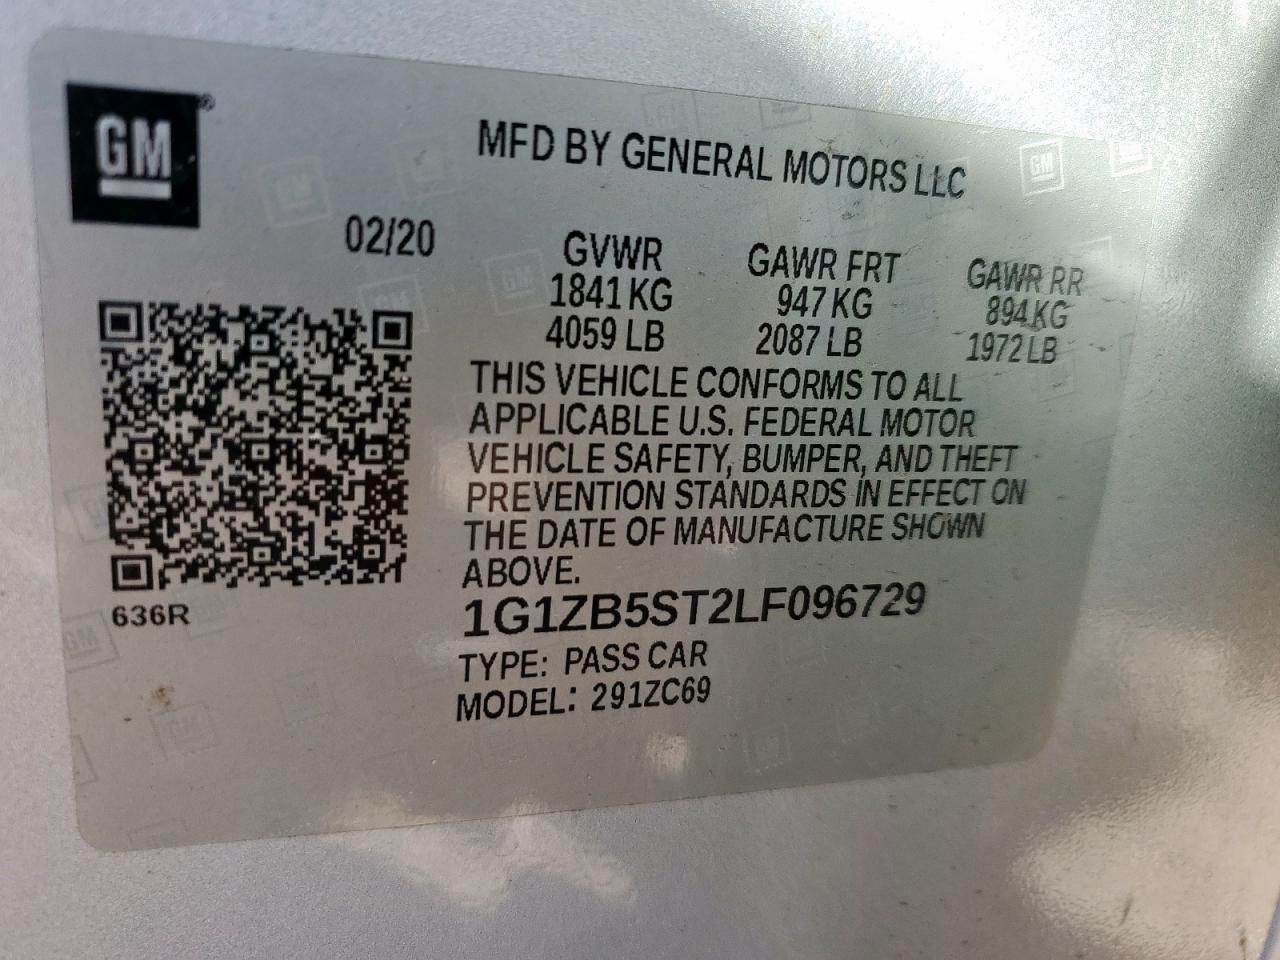 GM
MFD BY GENERAL MOTORS LLC
02/20
GVWR GAWR FRT GAWR RR
1841 KG 947 KG 894 KG
4059 LB 2087 LB 1972 LB
THIS VEHICLE CONFORMS TO ALL
APPLICABLE U.S. FEDERAL MOTOR
VEHICLE SAFETY, BUMPER, AND THEFT
PREVENTION STANDARDS IN EFFECT ON
THE DATE OF MANUFACTURE SHOWN
ABOVE.
636R
1G1ZB5ST2LF096729
TYPE: PASS CAR
MODEL: 291ZC69